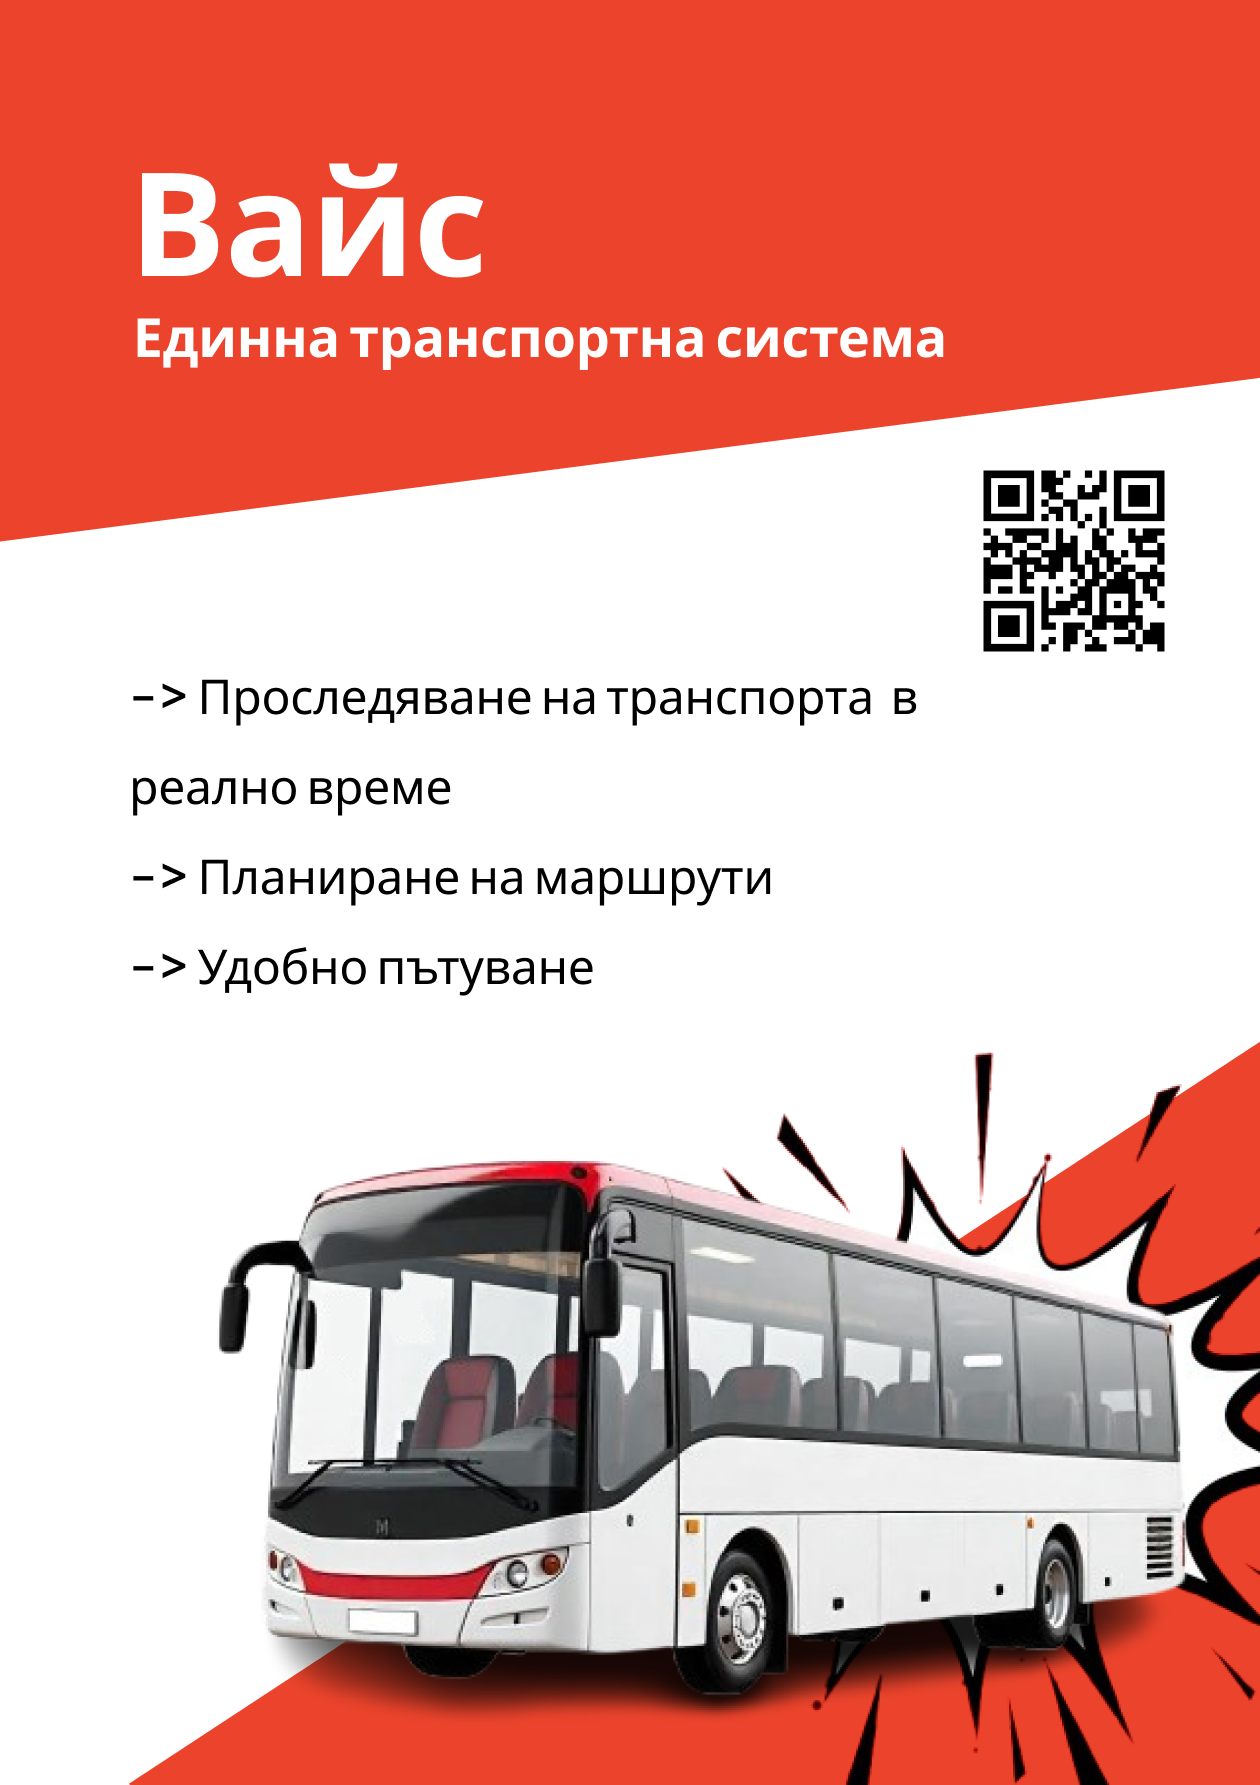 Вайс
Единна транспортна система
–> Проследяване на транспорта в
реално време
–> Планиране на маршрути
–> Удобно пътуване